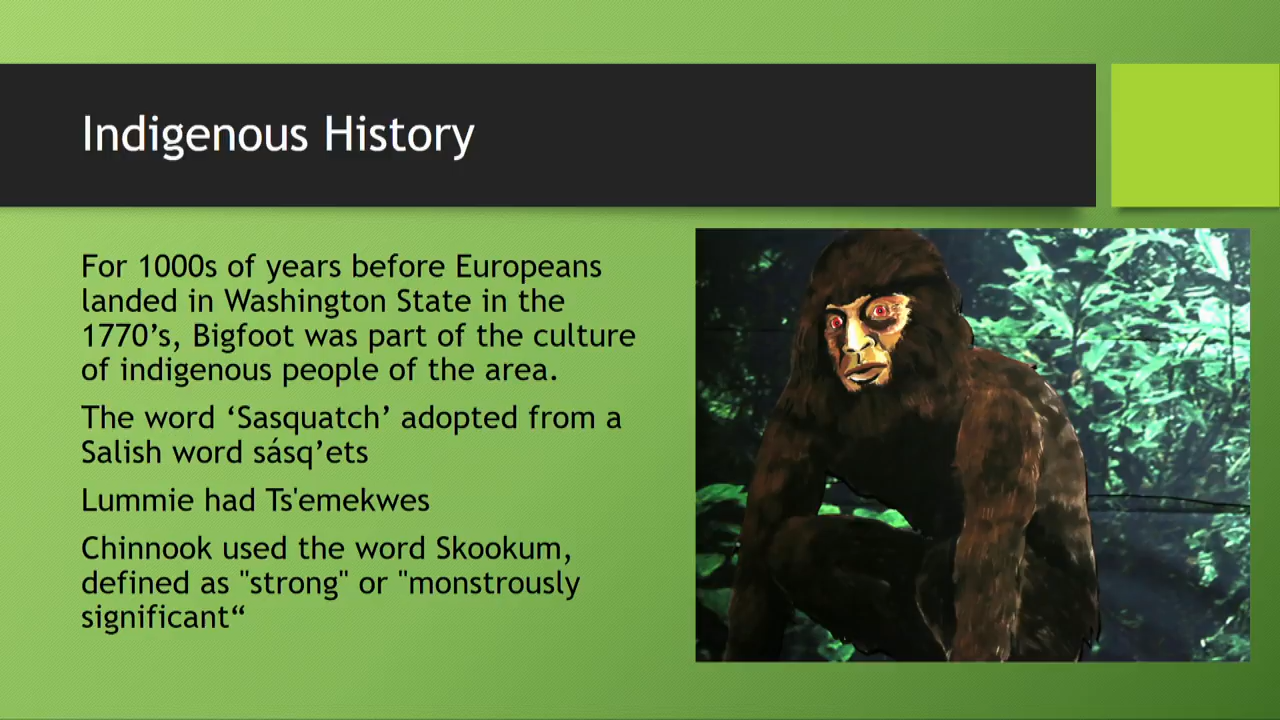 Indigenous History
For 1000s of years before Europeans
landed in Washington State in the
1770’s, Bigfoot was part of the culture
of indigenous people of the area.
The word ‘Sasquatch’ adopted from a
Salish word sásq’ets
Lummie had Ts'emekwes
Chinnook used the word Skookum,
defined as "strong" or "monstrously
significant“